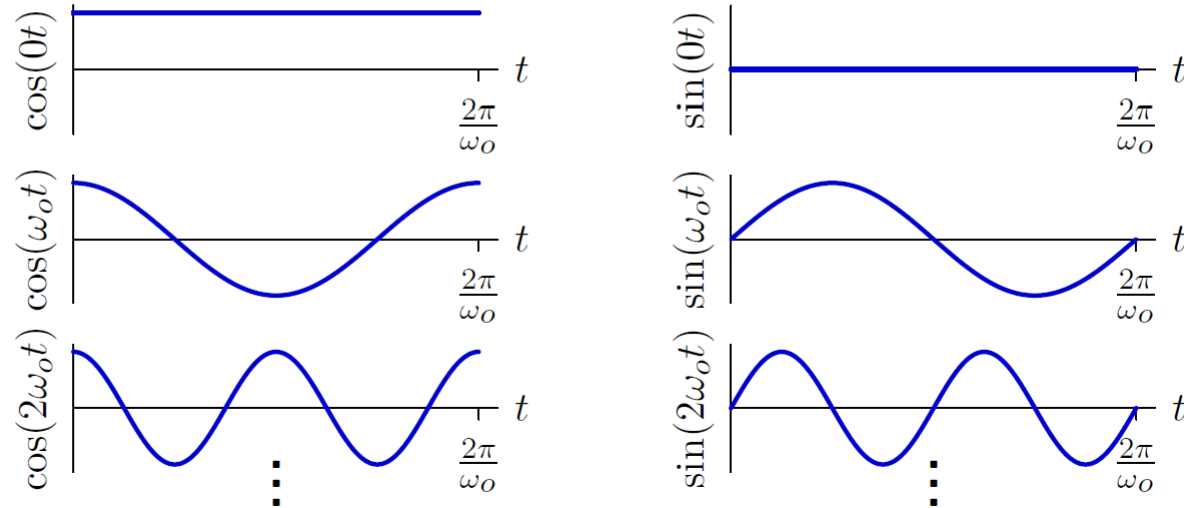 cos(0t) t 2π/ω_o
sin(0t) t 2π/ω_o
cos(ω_o t) t 2π/ω_o
sin(ω_o t) t 2π/ω_o
cos(2ω_o t) t 2π/ω_o
sin(2ω_o t) t 2π/ω_o
⋮ ⋮